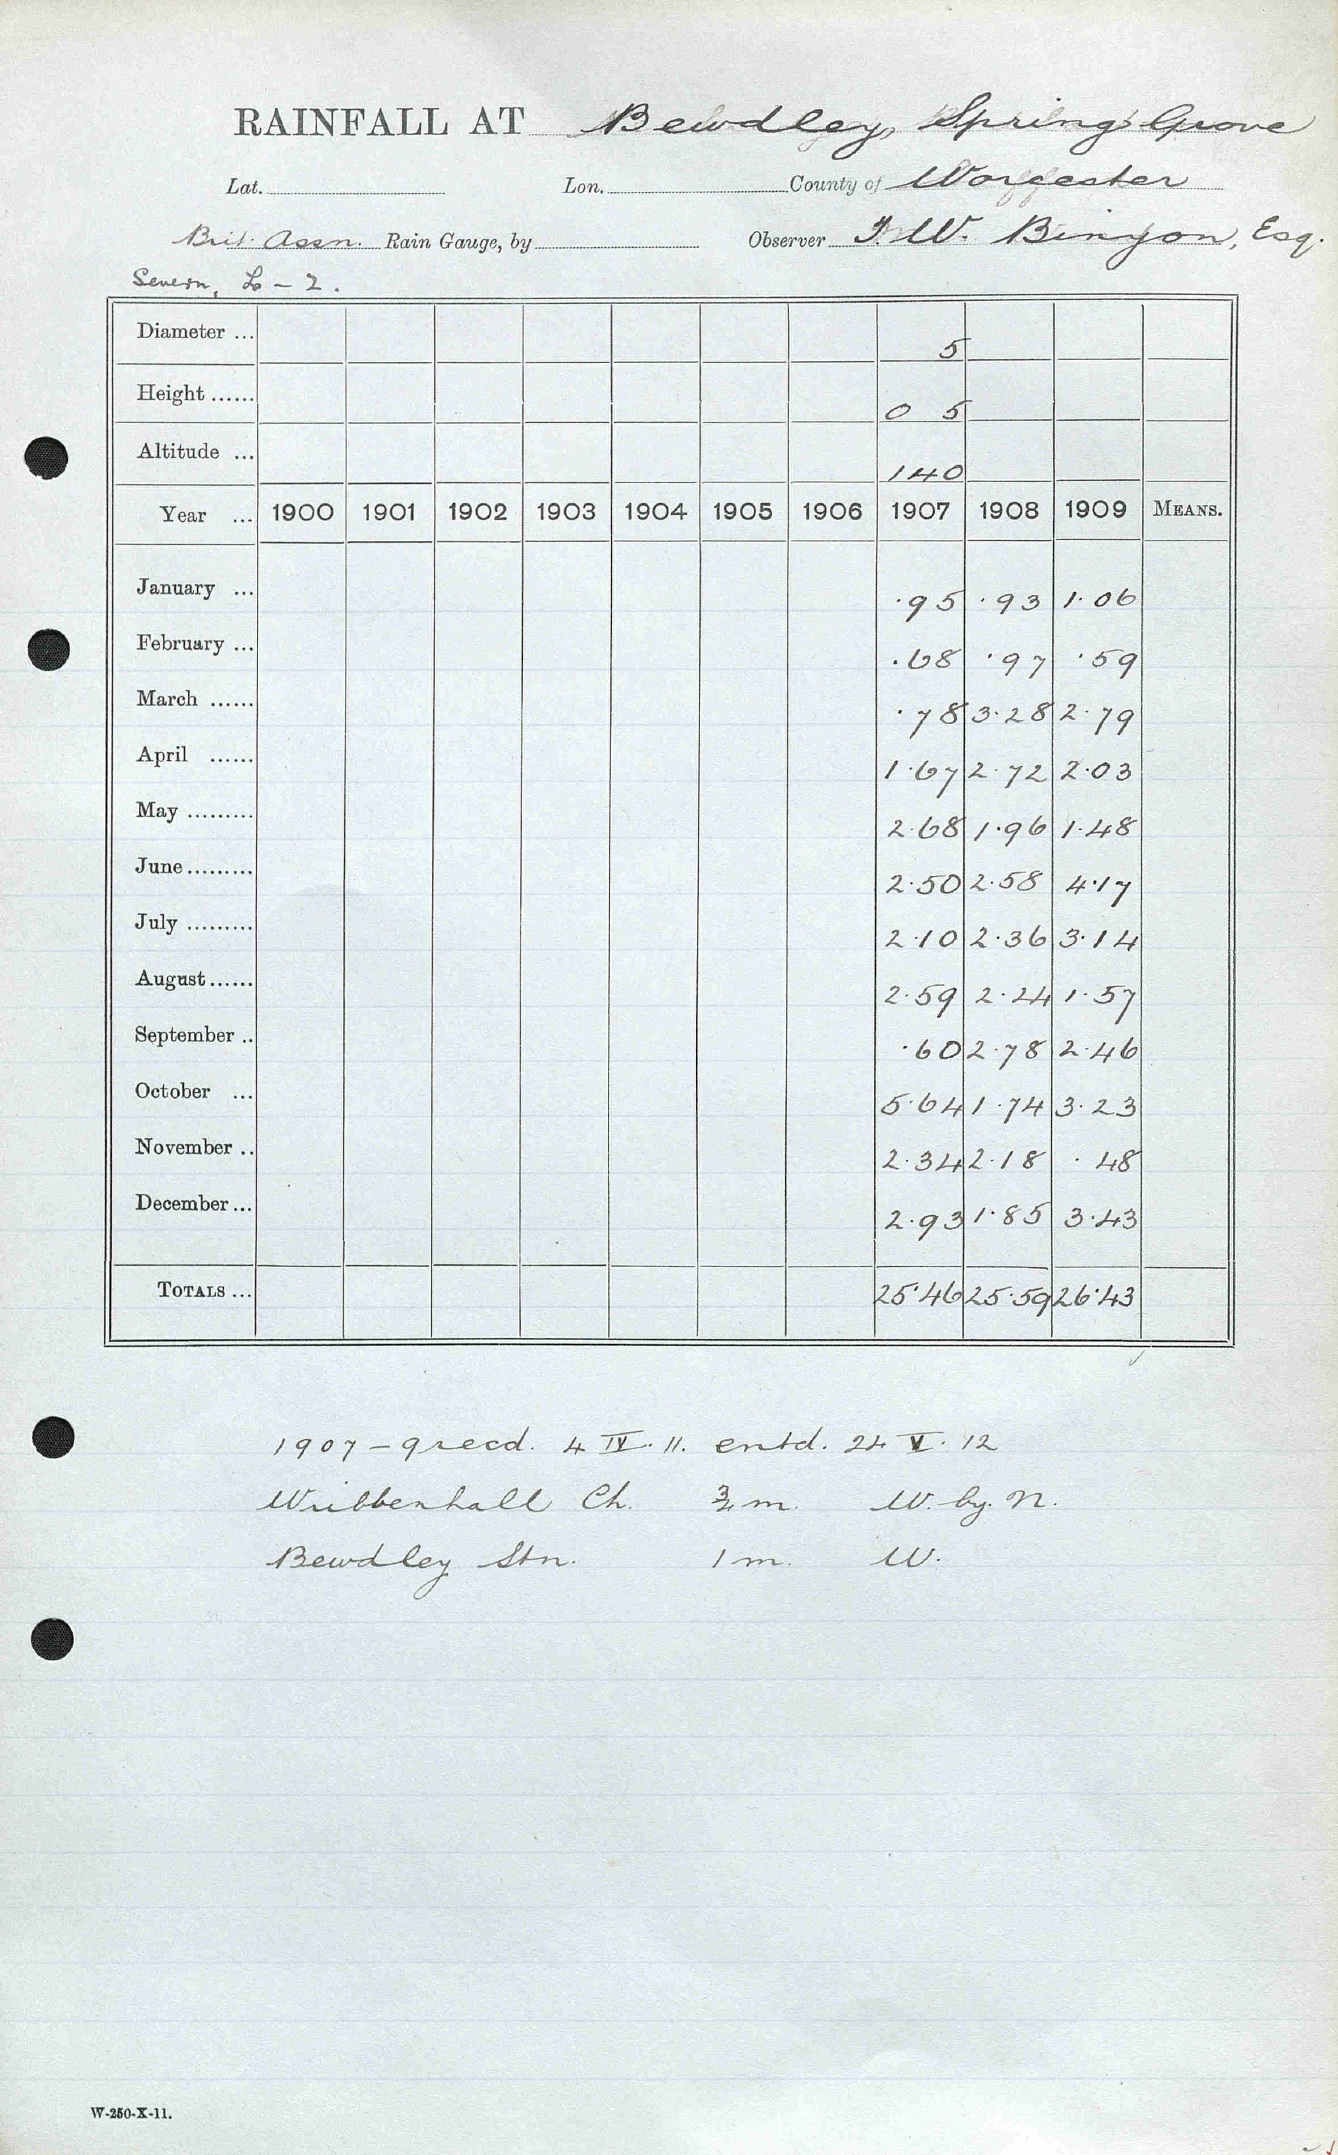 RAINFALL AT Bewdley, Spring Grove
Lat. Lon. County of Worcester
Brit. Assn. Rain Gauge, by Observer F. W. Binyon, Esq.
Severn, L - 2.
Diameter ... 5
Height ...... 0 5
Altitude ... 140
Year ... 1900 1901 1902 1903 1904 1905 1906 1907 1908 1909 MEANS.
January ... .95 .93 1.06
February ... .68 .97 .59
March ...... .78 3.28 2.79
April ...... 1.67 2.72 2.03
May ......... 2.68 1.96 1.48
June ......... 2.50 2.58 4.17
July ......... 2.10 2.36 3.14
August ...... 2.59 2.24 1.57
September .. .60 2.78 2.46
October ... 5.64 1.74 3.23
November .. 2.34 2.18 .48
December ... 2.93 1.85 3.43
TOTALS ... 25.46 25.59 26.43
1907 - 9 recd. 4 IV. 11. entd. 24 V. 12
Wribbenhall Ch. ¾ m. W. by. N.
Bewdley Stn. 1 m. W.
W-250-X-11.